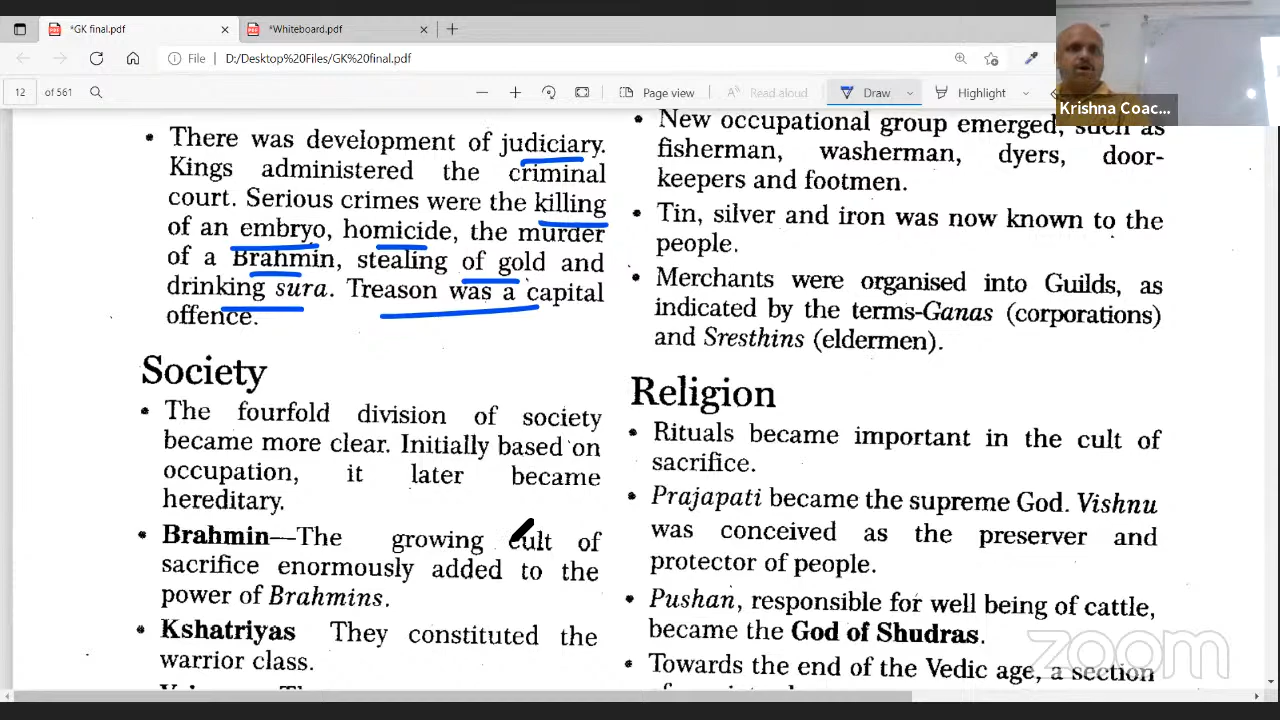 *GK final.pdf
*Whiteboard.pdf
File
D:/Desktop%20Files/GK%20final.pdf
12 of 561
Page view
Read aloud
Draw
Highlight
Krishna Coac...
• There was development of judiciary.
Kings administered the criminal
court. Serious crimes were the killing
of an embryo, homicide, the murder
of a Brahmin, stealing of gold and
drinking sura. Treason was a capital
offence.
Society
• The fourfold division of society
became more clear. Initially based on
occupation, it later became
hereditary.
• Brahmin—The growing cult of
sacrifice enormously added to the
power of Brahmins.
• Kshatriyas They constituted the
warrior class.
• New occupational group emerged, such as
fisherman, washerman, dyers, door-
keepers and footmen.
• Tin, silver and iron was now known to the
people.
• Merchants were organised into Guilds, as
indicated by the terms-Ganas (corporations)
and Sresthins (eldermen).
Religion
• Rituals became important in the cult of
sacrifice.
• Prajapati became the supreme God. Vishnu
was conceived as the preserver and
protector of people.
• Pushan, responsible for well being of cattle,
became the God of Shudras.
• Towards the end of the Vedic age, a section
zoom